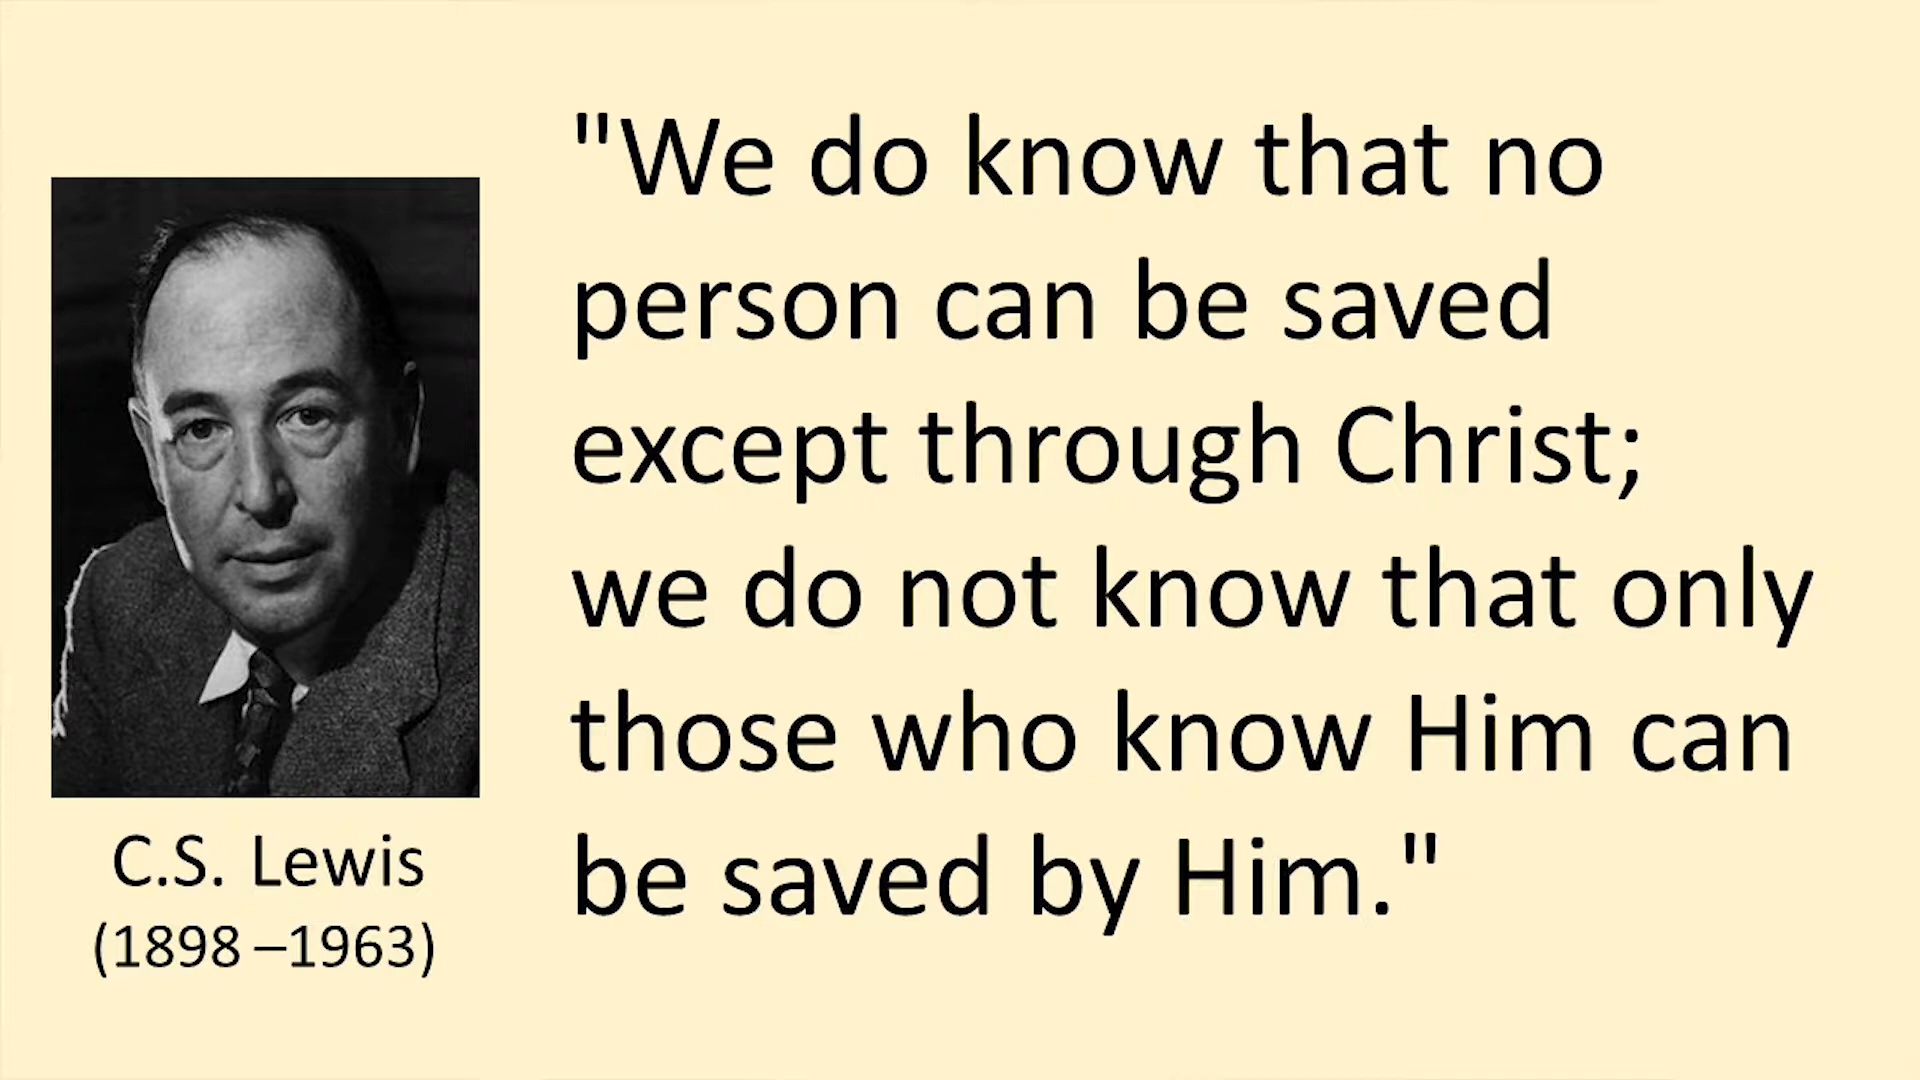 "We do know that no
person can be saved
except through Christ;
we do not know that only
those who know Him can
be saved by Him."
C.S. Lewis
(1898 –1963)